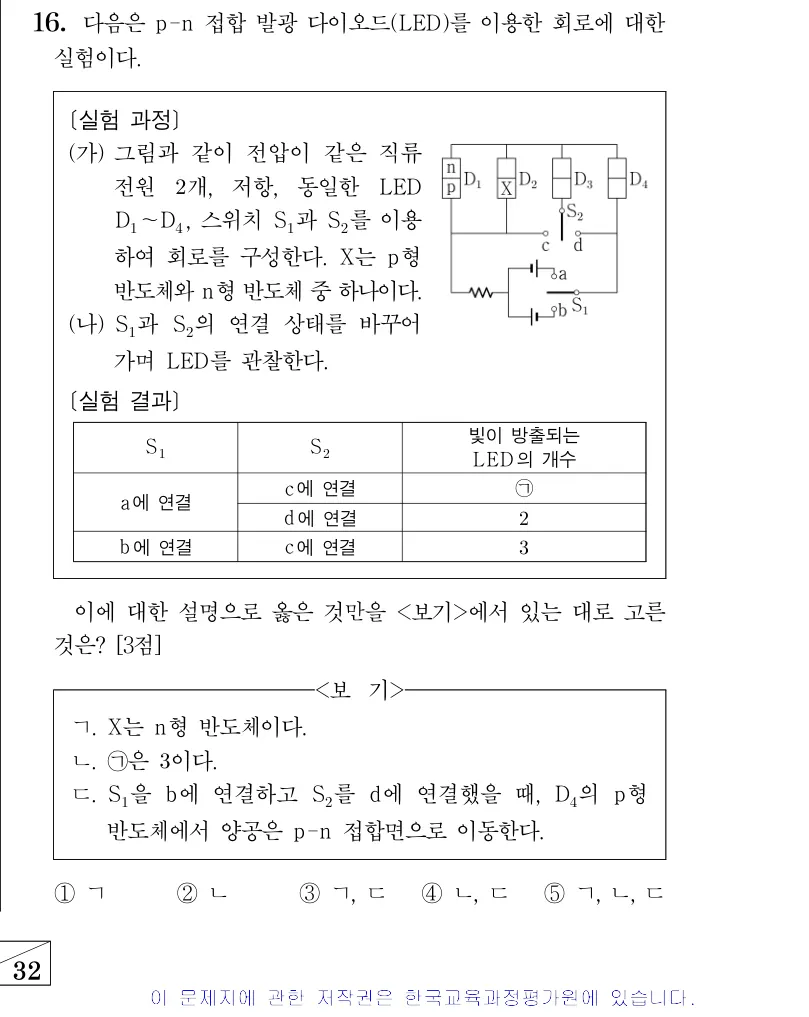 16. 다음은 p-n 접합 발광 다이오드(LED)를 이용한 회로에 대한
실험이다.
[실험 과정]
(가) 그림과 같이 전압이 같은 직류
전원 2개, 저항, 동일한 LED
D₁~D₄, 스위치 S₁과 S₂를 이용
하여 회로를 구성한다. X는 p형
반도체와 n형 반도체 중 하나이다.
(나) S₁과 S₂의 연결 상태를 바꾸어
가며 LED를 관찰한다.
n
p D₁ X D₂ D₃ D₄
S₂
c d
a
b S₁
[실험 결과]
S₁ S₂ 빛이 방출되는
LED의 개수
a에 연결 c에 연결 ㉠
d에 연결 2
b에 연결 c에 연결 3
이에 대한 설명으로 옳은 것만을 <보기>에서 있는 대로 고른
것은? [3점]
<보 기>
ㄱ. X는 n형 반도체이다.
ㄴ. ㉠은 3이다.
ㄷ. S₁을 b에 연결하고 S₂를 d에 연결했을 때, D₄의 p형
반도체에서 양공은 p-n 접합면으로 이동한다.
① ㄱ ② ㄴ ③ ㄱ, ㄷ ④ ㄴ, ㄷ ⑤ ㄱ, ㄴ, ㄷ
32
이 문제지에 관한 저작권은 한국교육과정평가원에 있습니다.